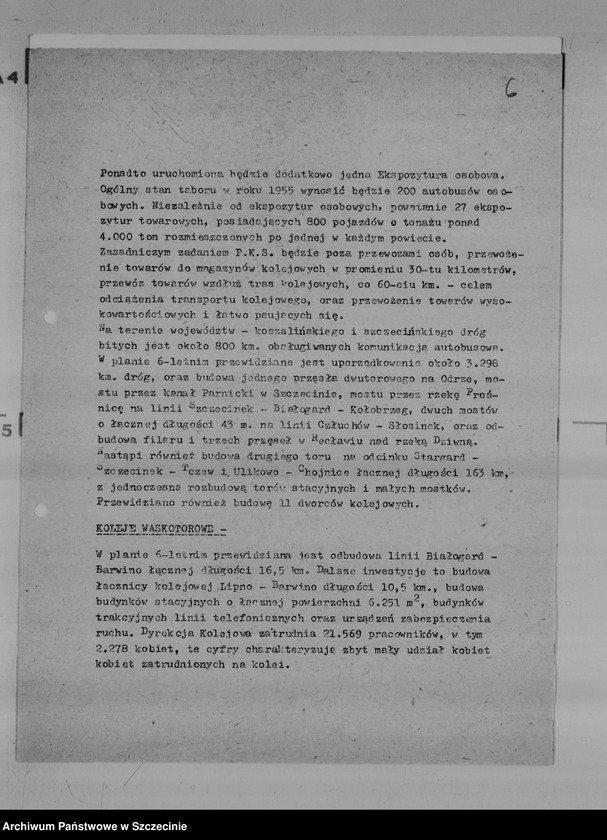 A4
6
Ponadto uruchomiona będzie dodatkowo jedna Ekspozytura osobowa.
Ogólny stan taboru w roku 1955 wynosić będzie 200 autobusów oso-
bowych. Niezależnie od ekspozytur osobowych, powstanie 27 ekspo-
zytur towarowych, posiadających 800 pojazdów o tonażu ponad
4.000 ton rozmieszczonych po jednej w każdym powiecie.
Zasadniczym zadaniem P.K.S. będzie poza przewozami osób, przewoże-
nie towarów do magazynów kolejowych w promieniu 30-tu kilometrów,
przewóz towarów wzdłuż tras kolejowych, co 60-ciu km. - celem
odciążenia transportu kolejowego, oraz przewożenie towarów wyso-
kowartościowych i łatwo psujących się.
Na terenie województw - koszalińskiego i szczecińskiego dróg
bitych jest około 800 km. obsługiwanych komunikacją autobusową.
W planie 6-letnim przewidziane jest uporządkowanie około 3.298
km. dróg, oraz budowa jednego przęsła dwutorowego na Odrze, mo-
stu przez kanał Parnicki w Szczecinie, mostu przez rzekę Proś-
nicę na linii Szczecinek - Białogard - Kołobrzeg, dwuch mostów
o łącznej długości 43 m. na linii Człuchów - Słosinek, oraz od-
budowa filaru i trzech przęseł w Recławiu nad rzeką Dziwną.
Nastąpi również budowa drugiego toru na odcinku Stargard -
Szczecinek - Tczew i Ulikowo - Chojnice łącznej długości 163 km,
z jednoczesną rozbudową torów stacyjnych i małych mostków.
Przewidziano również budowę 11 dworców kolejowych.
KOLEJE WASKOTOROWE -
W planie 6-letnim przewidziana jest odbudowa linii Białogard -
Barwino łącznej długości 16,5 km. Dalsze inwestycje to budowa
łącznicy kolejowej Lipno - Barwino długości 10,5 km., budowa
budynków stacyjnych o łącznej powierzchni 6.251 m², budynków
trakcyjnych linii telefonicznych oraz urządzeń zabezpieczenia
ruchu. Dyrekcja Kolejowa zatrudnia 21.569 pracowników, w tym
2.278 kobiet, te cyfry charakteryzują zbyt mały udział kobiet
kobiet zatrudnionych na kolei.
5
Archiwum Państwowe w Szczecinie